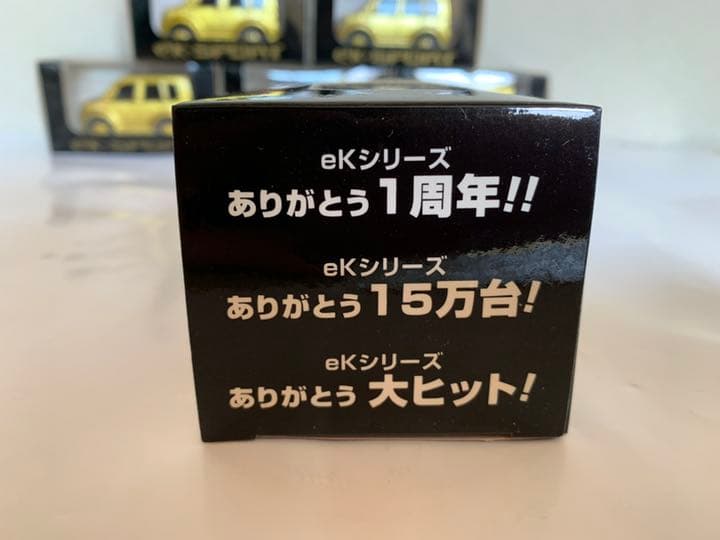 eK-SPORT
eKシリーズ
ありがとう1周年!!
eKシリーズ
ありがとう15万台!
eKシリーズ
ありがとう 大ヒット!